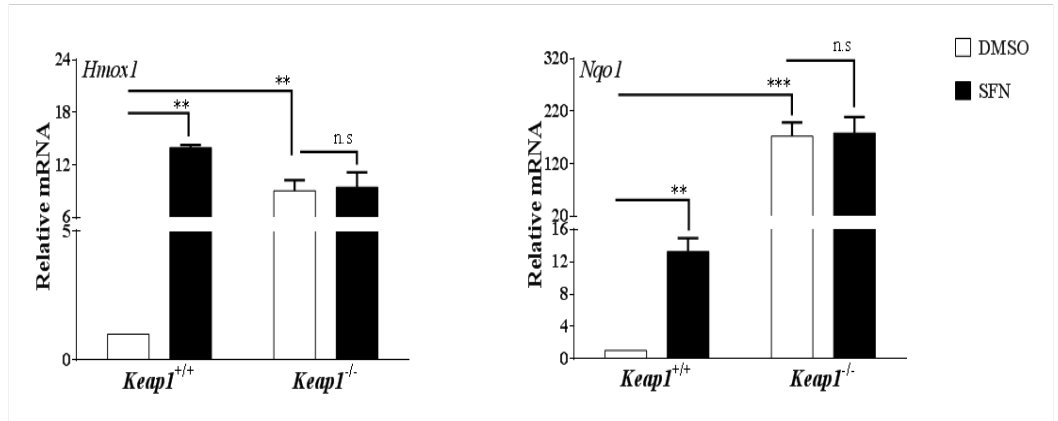 Hmox1
Relative mRNA
24
18
12
6
5
0
**
**
**
n.s
Keap1+/+
Keap1-/-
Nqo1
Relative mRNA
320
220
120
20
16
12
8
4
0
**
***
n.s
Keap1+/+
Keap1-/-
DMSO
SFN